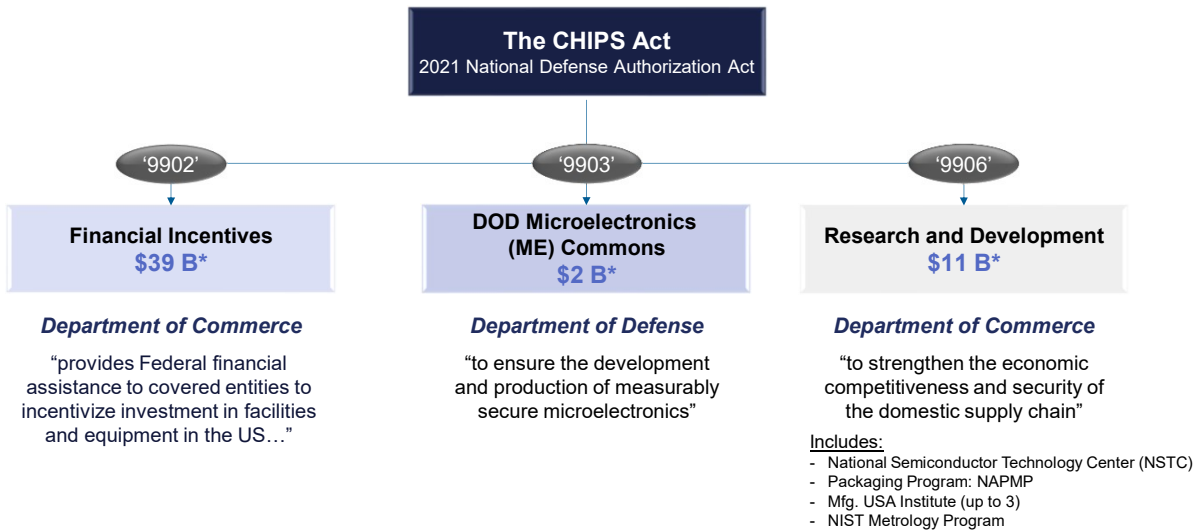 The CHIPS Act
2021 National Defense Authorization Act
‘9902’
‘9903’
‘9906’
Financial Incentives
$39 B*
DOD Microelectronics
(ME) Commons
$2 B*
Research and Development
$11 B*
Department of Commerce
“provides Federal financial
assistance to covered entities to
incentivize investment in facilities
and equipment in the US…”
Department of Defense
“to ensure the development
and production of measurably
secure microelectronics”
Department of Commerce
“to strengthen the economic
competitiveness and security of
the domestic supply chain”
Includes:
- National Semiconductor Technology Center (NSTC)
- Packaging Program: NAPMP
- Mfg. USA Institute (up to 3)
- NIST Metrology Program